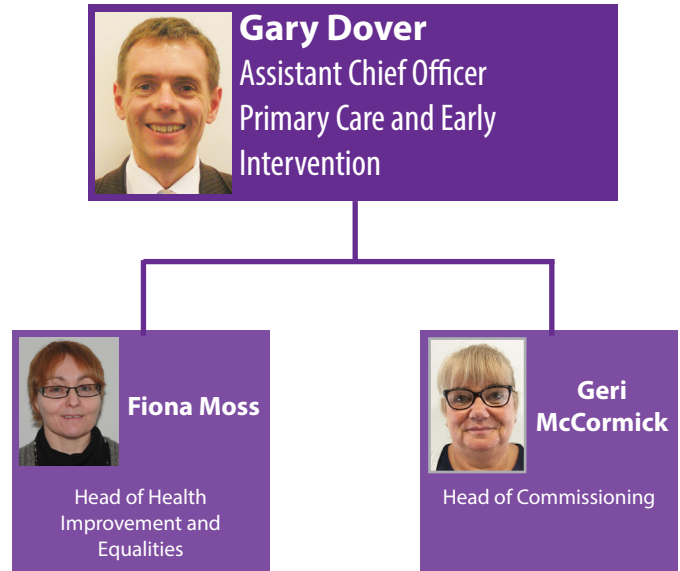 Gary Dover
Assistant Chief Officer
Primary Care and Early
Intervention
Fiona Moss
Head of Health
Improvement and
Equalities
Geri
McCormick
Head of Commissioning